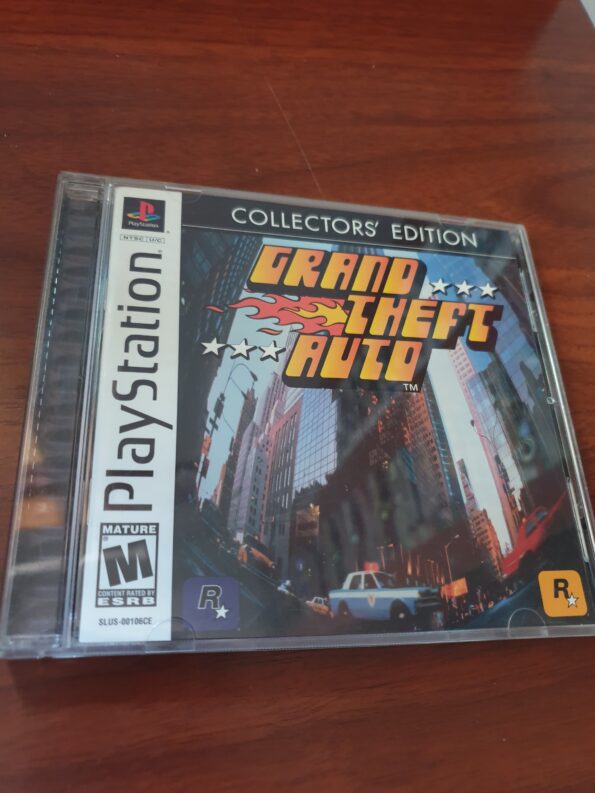 PlayStation
NTSC U/C
PlayStation
COLLECTORS' EDITION
GRAND
THEFT
AUTO
TM
MATURE
M
CONTENT RATED BY
ESRB
SLUS-00106CE
R
R